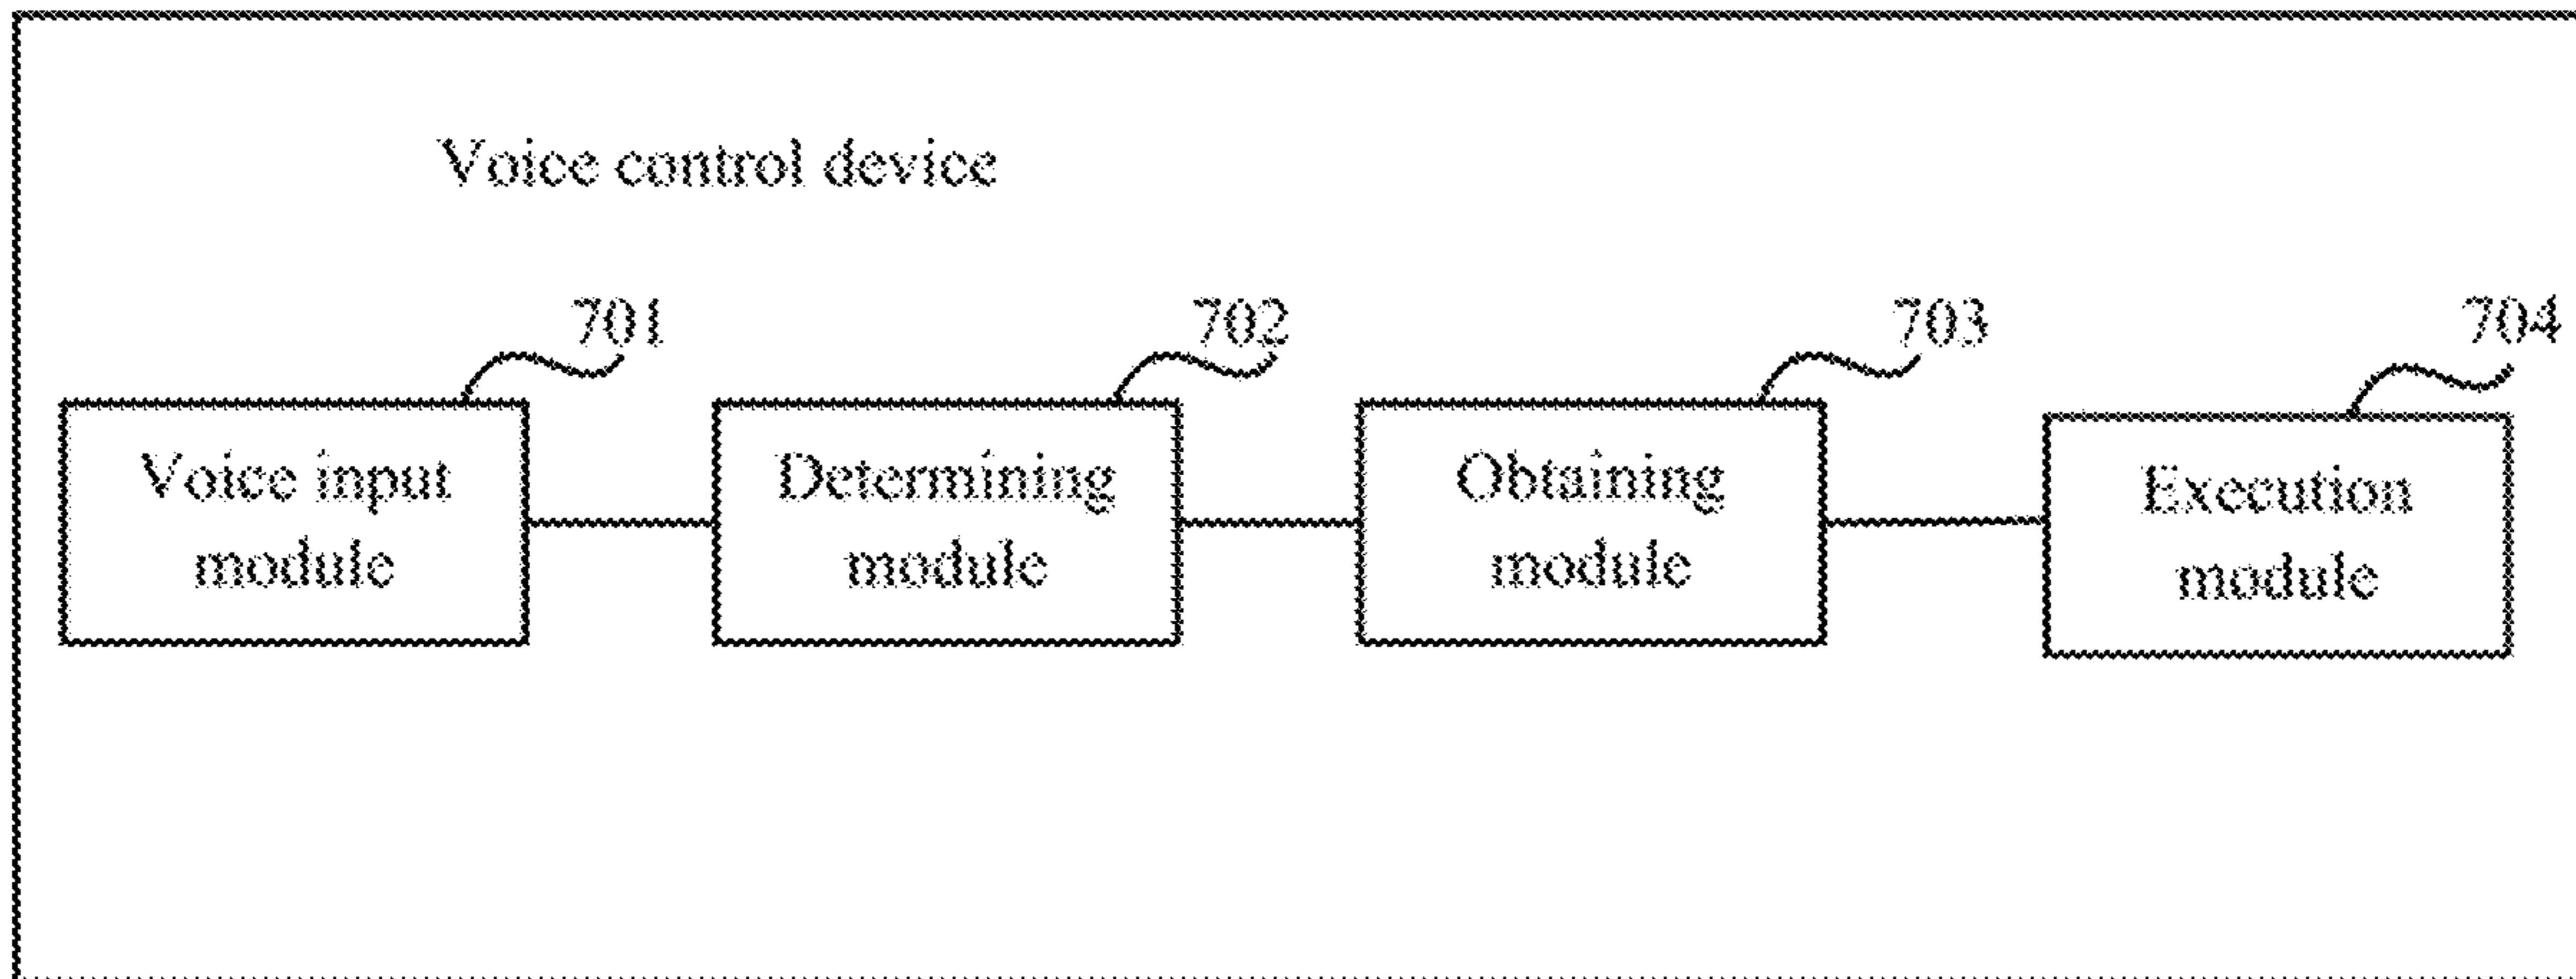 Voice control device
701
702
703
704
Voice input
module
Determining
module
Obtaining
module
Execution
module